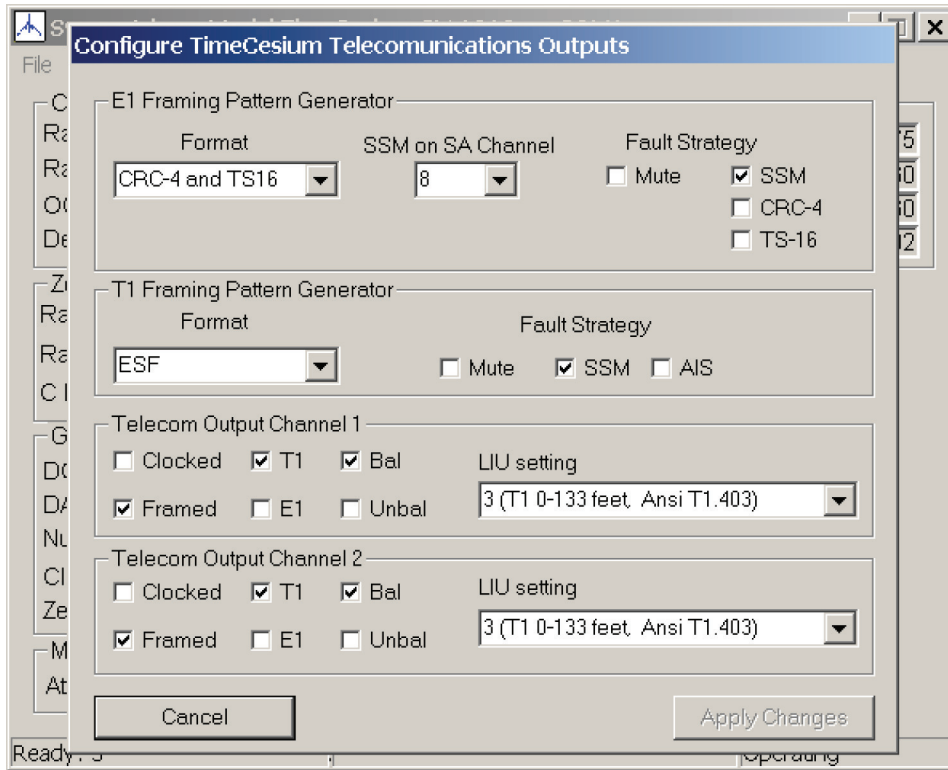 Configure TimeCesium Telecomunications Outputs
File
E1 Framing Pattern Generator
Format SSM on SA Channel Fault Strategy
CRC-4 and TS16 8 Mute SSM
CRC-4
TS-16
T1 Framing Pattern Generator
Format Fault Strategy
ESF Mute SSM AIS
Telecom Output Channel 1
Clocked T1 Bal LIU setting
Framed E1 Unbal 3 (T1 0-133 feet, Ansi T1.403)
Telecom Output Channel 2
Clocked T1 Bal LIU setting
Framed E1 Unbal 3 (T1 0-133 feet, Ansi T1.403)
Cancel Apply Changes
Operating